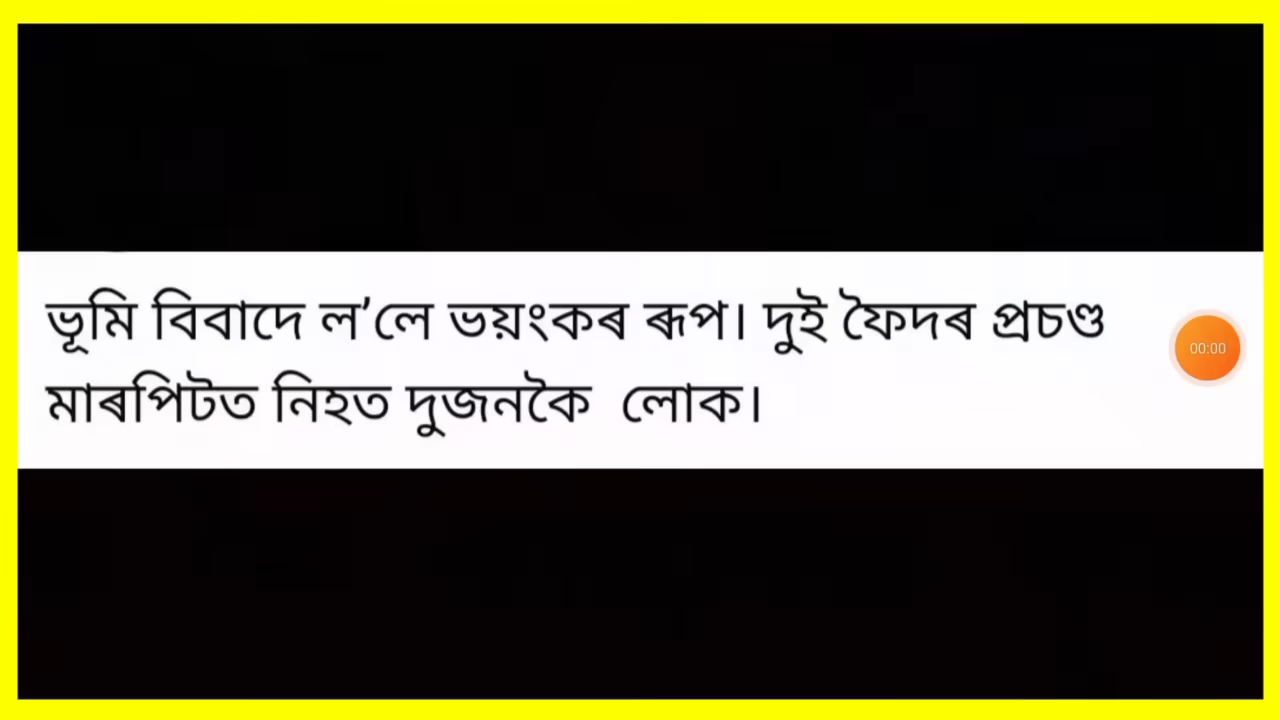 ভূমি বিবাদে ল’লে ভয়ংকৰ ৰূপ। দুই ফৈদৰ প্ৰচণ্ড
মাৰপিটত নিহত দুজনকৈ লোক।
00:00